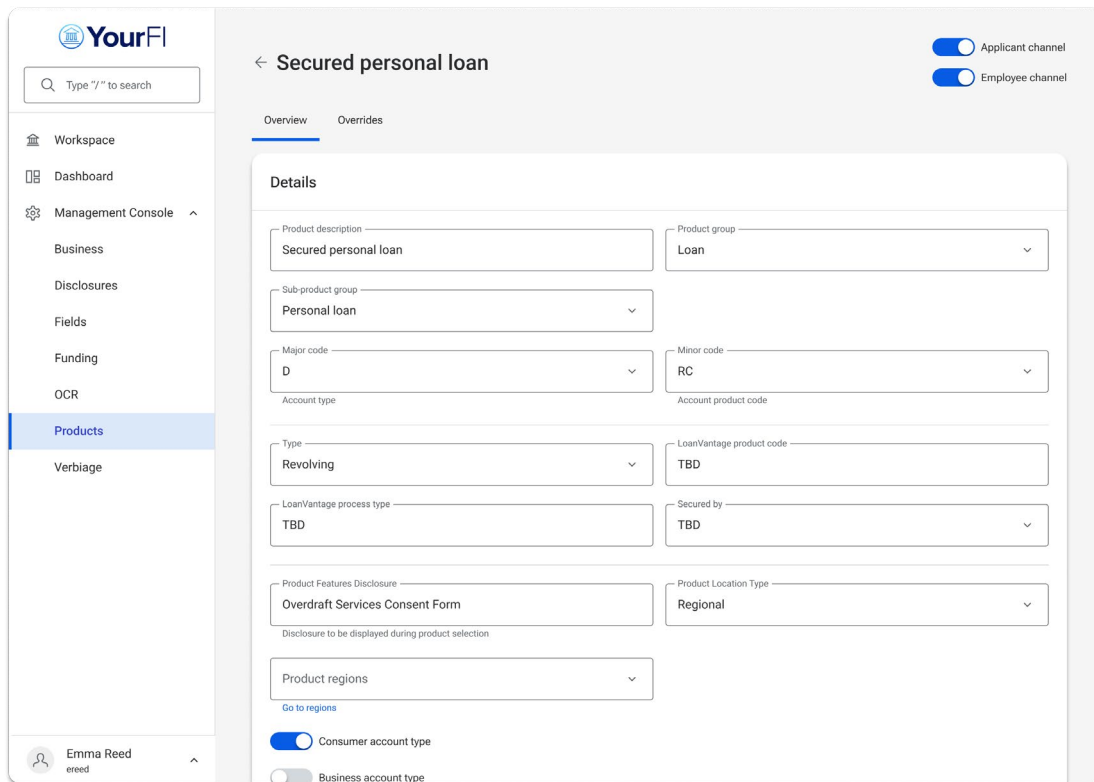 YourFI
Type "/" to search
Workspace
Dashboard
Management Console
Business
Disclosures
Fields
Funding
OCR
Products
Verbiage
Emma Reed
ereed
Secured personal loan
Applicant channel
Employee channel
Overview Overrides
Details
Product description
Secured personal loan
Product group
Loan
Sub-product group
Personal loan
Major code
D
Account type
Minor code
RC
Account product code
Type
Revolving
LoanVantage product code
TBD
LoanVantage process type
TBD
Secured by
TBD
Product Features Disclosure
Overdraft Services Consent Form
Disclosure to be displayed during product selection
Product Location Type
Regional
Product regions
Go to regions
Consumer account type
Business account type